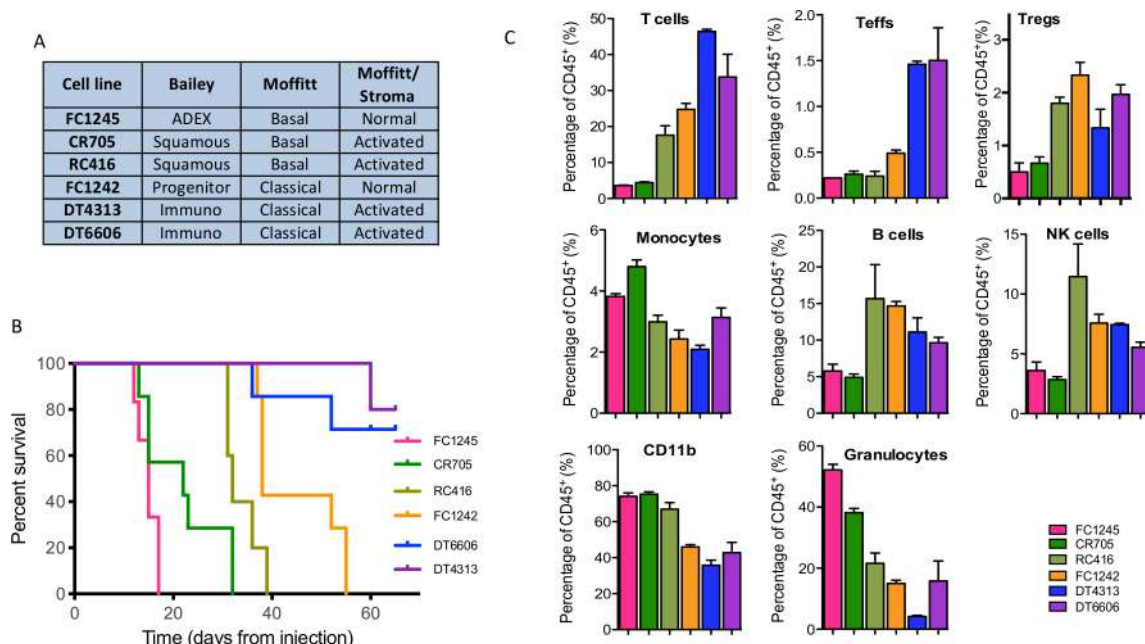 A
Cell line Bailey Moffitt Moffitt/ Stroma
FC1245 ADEX Basal Normal
CR705 Squamous Basal Activated
RC416 Squamous Basal Activated
FC1242 Progenitor Classical Normal
DT4313 Immuno Classical Activated
DT6606 Immuno Classical Activated
B
Percent survival
100
80
60
40
20
0
0 20 40 60
Time (days from injection)
FC1245
CR705
RC416
FC1242
DT6606
DT4313
C
T cells
Percentage of CD45+ (%)
50
40
30
20
10
0
Teffs
Percentage of CD45+ (%)
2.0
1.5
1.0
0.5
0.0
Tregs
Percentage of CD45+(%)
3
2
1
0
Monocytes
Percentage of CD45+ (%)
6
4
2
0
B cells
Percentage of CD45+ (%)
25
20
15
10
5
0
NK cells
Percentage of CD45+ (%)
15
10
5
0
CD11b
Percentage of CD45+ (%)
100
80
60
40
20
0
Granulocytes
Percentage of CD45+ (%)
60
40
20
0
FC1245
CR705
RC416
FC1242
DT4313
DT6606